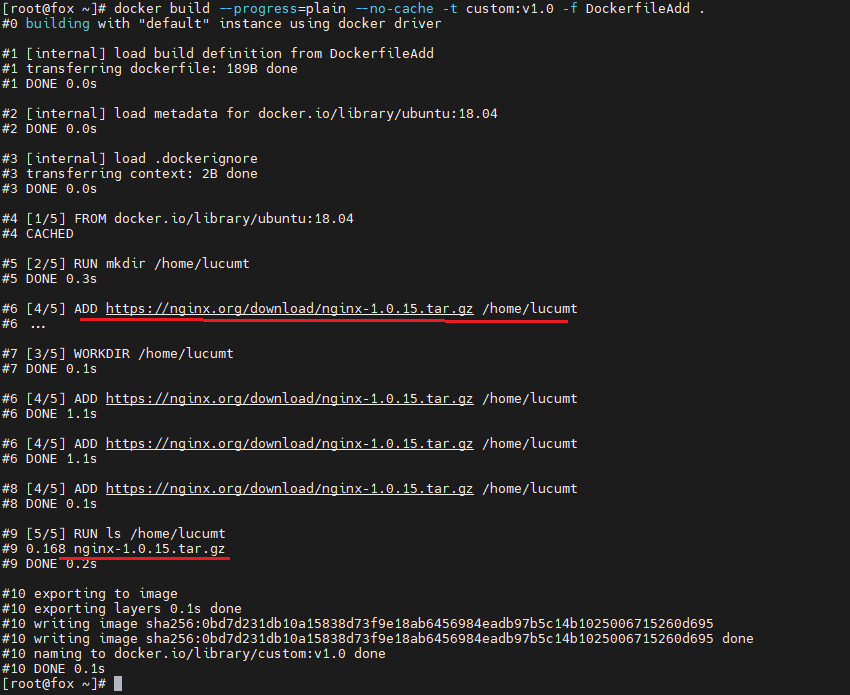 [root@fox ~]# docker build --progress=plain --no-cache -t custom:v1.0 -f DockerfileAdd .
#0 building with "default" instance using docker driver
#1 [internal] load build definition from DockerfileAdd
#1 transferring dockerfile: 189B done
#1 DONE 0.0s
#2 [internal] load metadata for docker.io/library/ubuntu:18.04
#2 DONE 0.0s
#3 [internal] load .dockerignore
#3 transferring context: 2B done
#3 DONE 0.0s
#4 [1/5] FROM docker.io/library/ubuntu:18.04
#4 CACHED
#5 [2/5] RUN mkdir /home/lucumt
#5 DONE 0.3s
#6 [4/5] ADD https://nginx.org/download/nginx-1.0.15.tar.gz /home/lucumt
#6 ...
#7 [3/5] WORKDIR /home/lucumt
#7 DONE 0.1s
#6 [4/5] ADD https://nginx.org/download/nginx-1.0.15.tar.gz /home/lucumt
#6 DONE 1.1s
#6 [4/5] ADD https://nginx.org/download/nginx-1.0.15.tar.gz /home/lucumt
#6 DONE 1.1s
#8 [4/5] ADD https://nginx.org/download/nginx-1.0.15.tar.gz /home/lucumt
#8 DONE 0.1s
#9 [5/5] RUN ls /home/lucumt
#9 0.168 nginx-1.0.15.tar.gz
#9 DONE 0.2s
#10 exporting to image
#10 exporting layers 0.1s done
#10 writing image sha256:0bd7d231db10a15838d73f9e18ab6456984eadb97b5c14b1025006715260d695
#10 writing image sha256:0bd7d231db10a15838d73f9e18ab6456984eadb97b5c14b1025006715260d695 done
#10 naming to docker.io/library/custom:v1.0 done
#10 DONE 0.1s
[root@fox ~]#